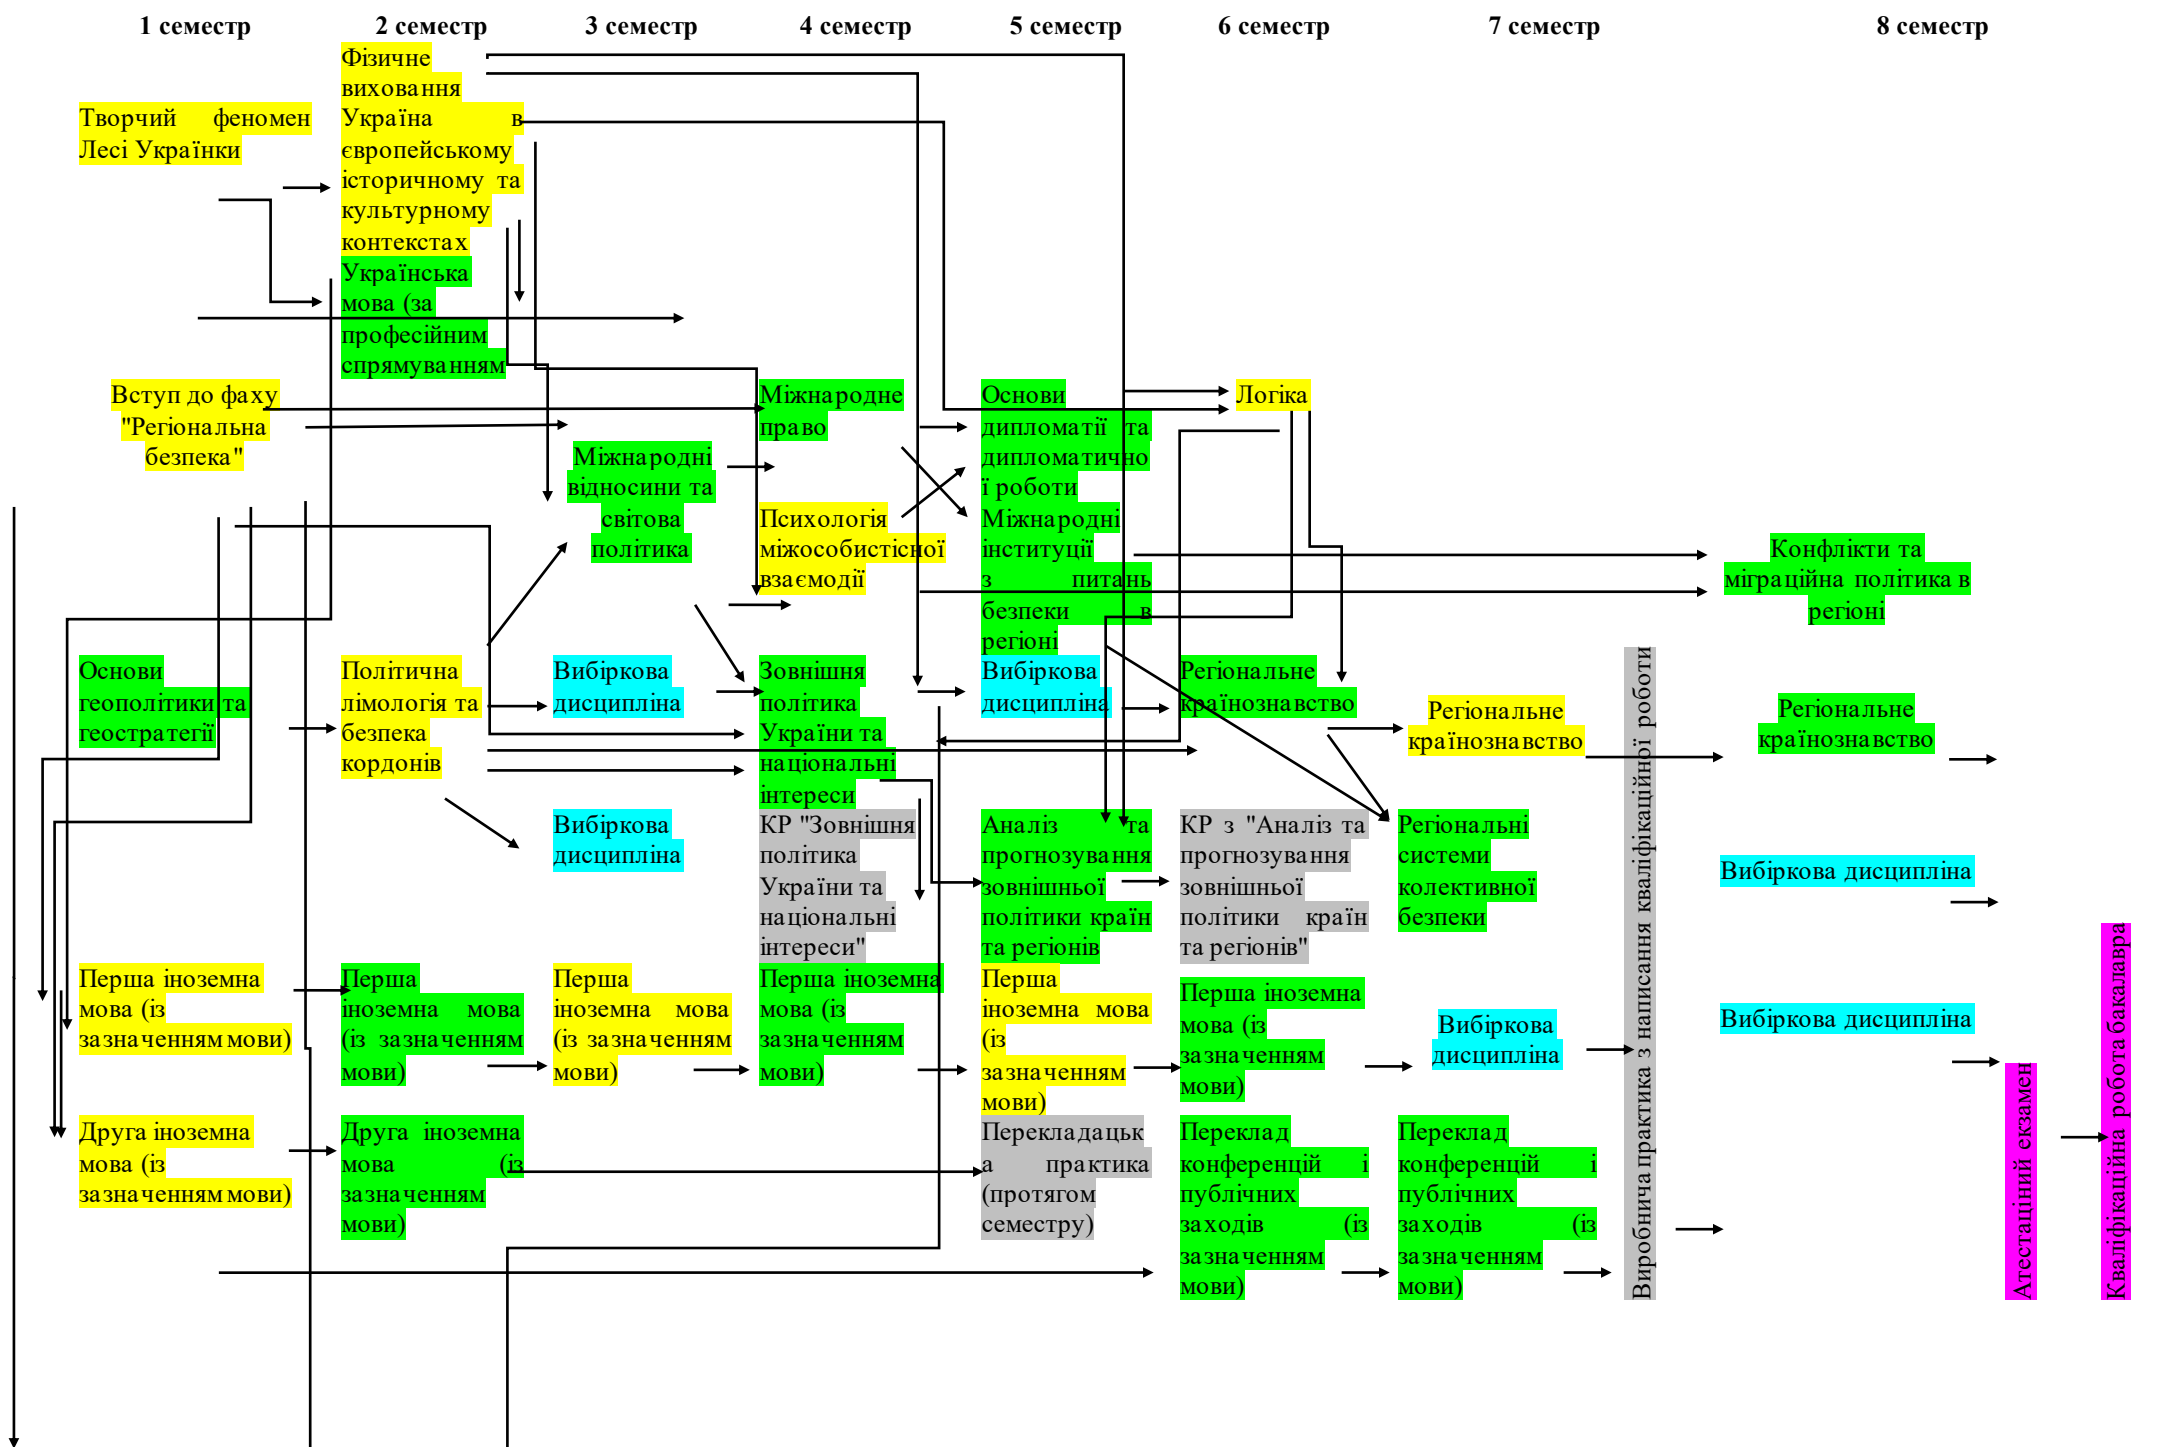 1 семестр
2 семестр
3 семестр
4 семестр
5 семестр
6 семестр
7 семестр
8 семестр
Творчий феномен
Лесі Українки
Фізичне
виховання
Україна в
європейському
історичному та
культурному
контекстах
Українська
мова (за
професійним
спрямуванням
Вступ до фаху
"Регіональна
безпека"
Міжнародні
відносини та
світова
політика
Міжнародне
право
Психологія
міжособистісної
взаємодії
Основи
дипломатії та
дипломатично
ї роботи
Міжнародні
інституції
з питань
безпеки в
регіоні
Логіка
Конфлікти та
міграційна політика в
регіоні
Основи
геополітики та
геостратегії
Політична
лімологія та
безпека
кордонів
Вибіркова
дисципліна
Зовнішня
політика
України та
національні
інтереси
Вибіркова
дисципліна
Регіональне
країнознавство
Регіональне
країнознавство
Регіональне
країнознавство
Вибіркова
дисципліна
КР "Зовнішня
політика
України та
національні
інтереси"
Аналіз та
прогнозування
зовнішньої
політики країн
та регіонів
КР з "Аналіз та
прогнозування
зовнішньої
політики країн
та регіонів"
Регіональні
системи
колективної
безпеки
Вибіркова дисципліна
Перша іноземна
мова (із
зазначенням мови)
Перша
іноземна мова
(із зазначенням
мови)
Перша
іноземна мова
(із зазначенням
мови)
Перша іноземна
мова (із
зазначенням
мови)
Перша
іноземна мова
(із
зазначенням
мови)
Перша іноземна
мова (із
зазначенням
мови)
Вибіркова
дисципліна
Вибіркова дисципліна
Друга іноземна
мова (із
зазначенням мови)
Друга іноземна
мова (із
зазначенням
мови)
Перекладацьк
а практика
(протягом
семестру)
Переклад
конференцій і
публічних
заходів (із
зазначенням
мови)
Переклад
конференцій і
публічних
заходів (із
зазначенням
мови)
Виробнича практика з написання кваліфікаційної роботи
Атестаціний екзамен
Кваліфікаційна робота бакалавра